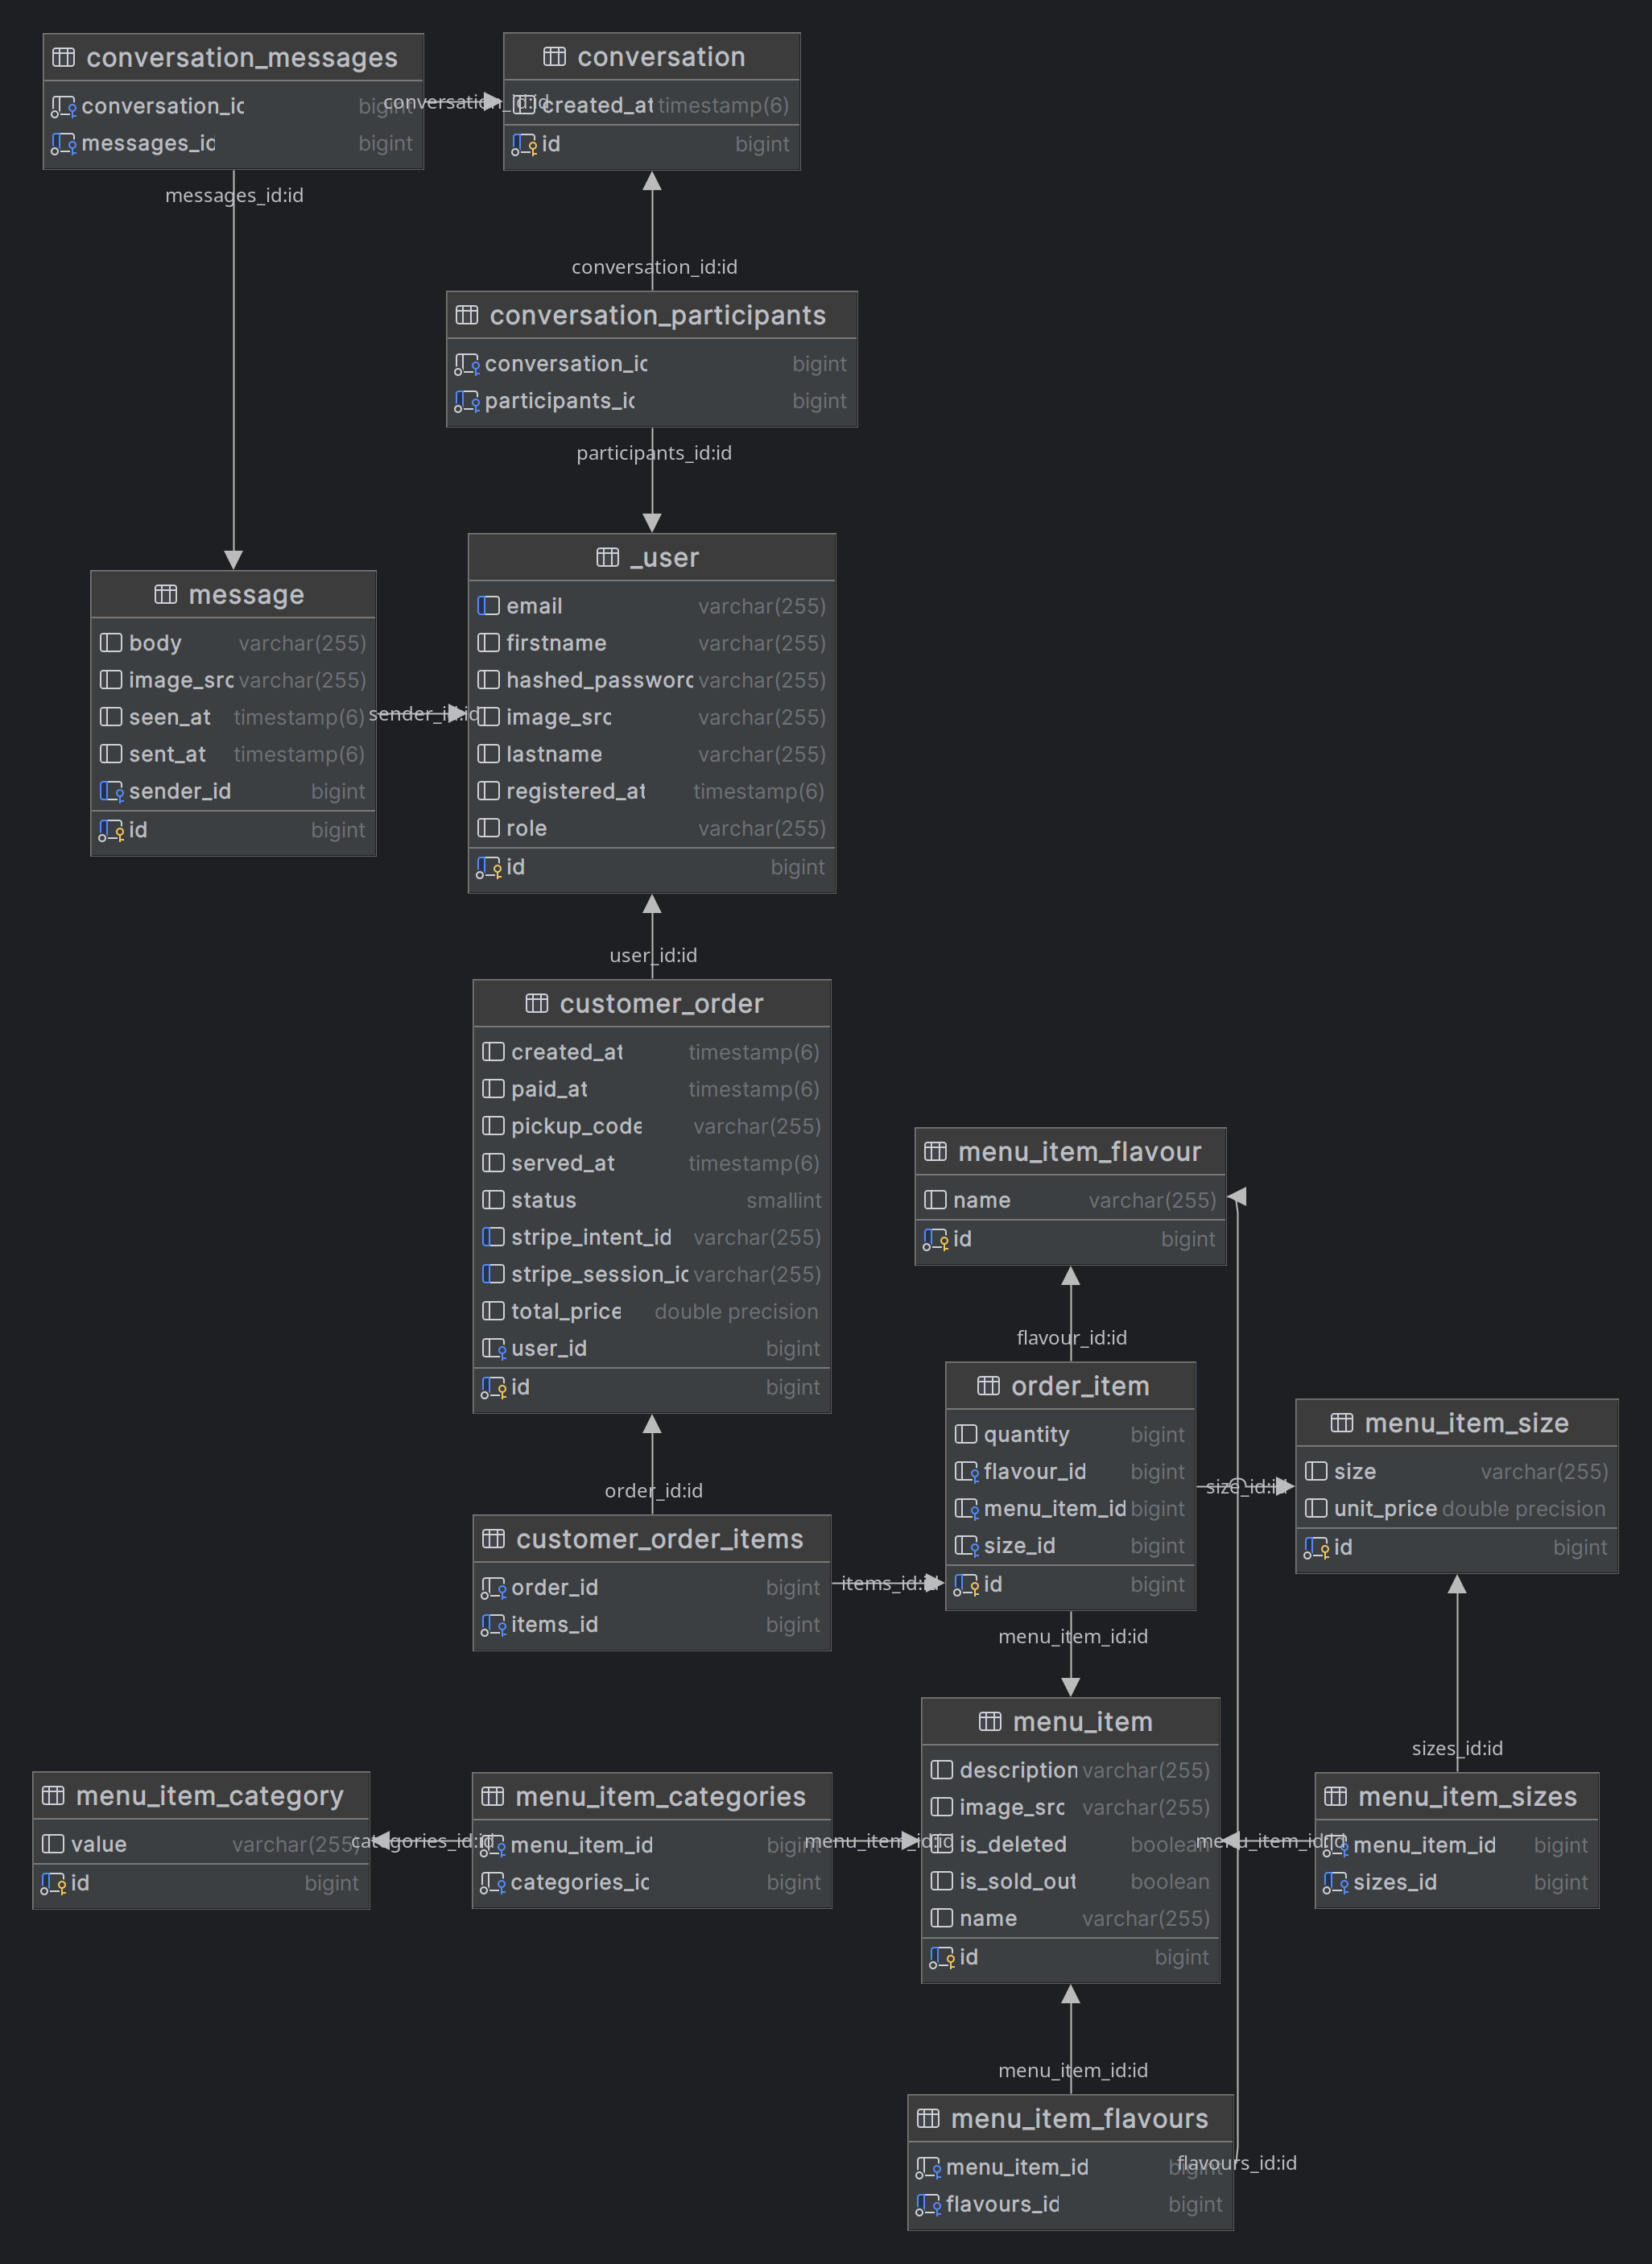 conversation_messages
conversation_id bigint
messages_id bigint
conversation_id:id
conversation
created_at timestamp(6)
id bigint
messages_id:id
conversation_id:id
conversation_participants
conversation_id bigint
participants_id bigint
participants_id:id
message
body varchar(255)
image_src varchar(255)
seen_at timestamp(6)
sent_at timestamp(6)
sender_id bigint
id bigint
sender_id:id
_user
email varchar(255)
firstname varchar(255)
hashed_password varchar(255)
image_src varchar(255)
lastname varchar(255)
registered_at timestamp(6)
role varchar(255)
id bigint
user_id:id
customer_order
created_at timestamp(6)
paid_at timestamp(6)
pickup_code varchar(255)
served_at timestamp(6)
status smallint
stripe_intent_id varchar(255)
stripe_session_id varchar(255)
total_price double precision
user_id bigint
id bigint
menu_item_flavour
name varchar(255)
id bigint
flavour_id:id
order_item
quantity bigint
flavour_id bigint
menu_item_id bigint
size_id bigint
id bigint
size_id:id
menu_item_size
size varchar(255)
unit_price double precision
id bigint
order_id:id
customer_order_items
order_id bigint
items_id bigint
items_id:id
menu_item_id:id
sizes_id:id
menu_item_category
value varchar(255)
id bigint
categories_id:id
menu_item_categories
menu_item_id bigint
categories_id bigint
menu_item_id:id
menu_item
description varchar(255)
image_src varchar(255)
is_deleted boolean
is_sold_out boolean
name varchar(255)
id bigint
menu_item_id:id
menu_item_sizes
menu_item_id bigint
sizes_id bigint
menu_item_id:id
menu_item_flavours
menu_item_id bigint
flavours_id bigint
flavours_id:id